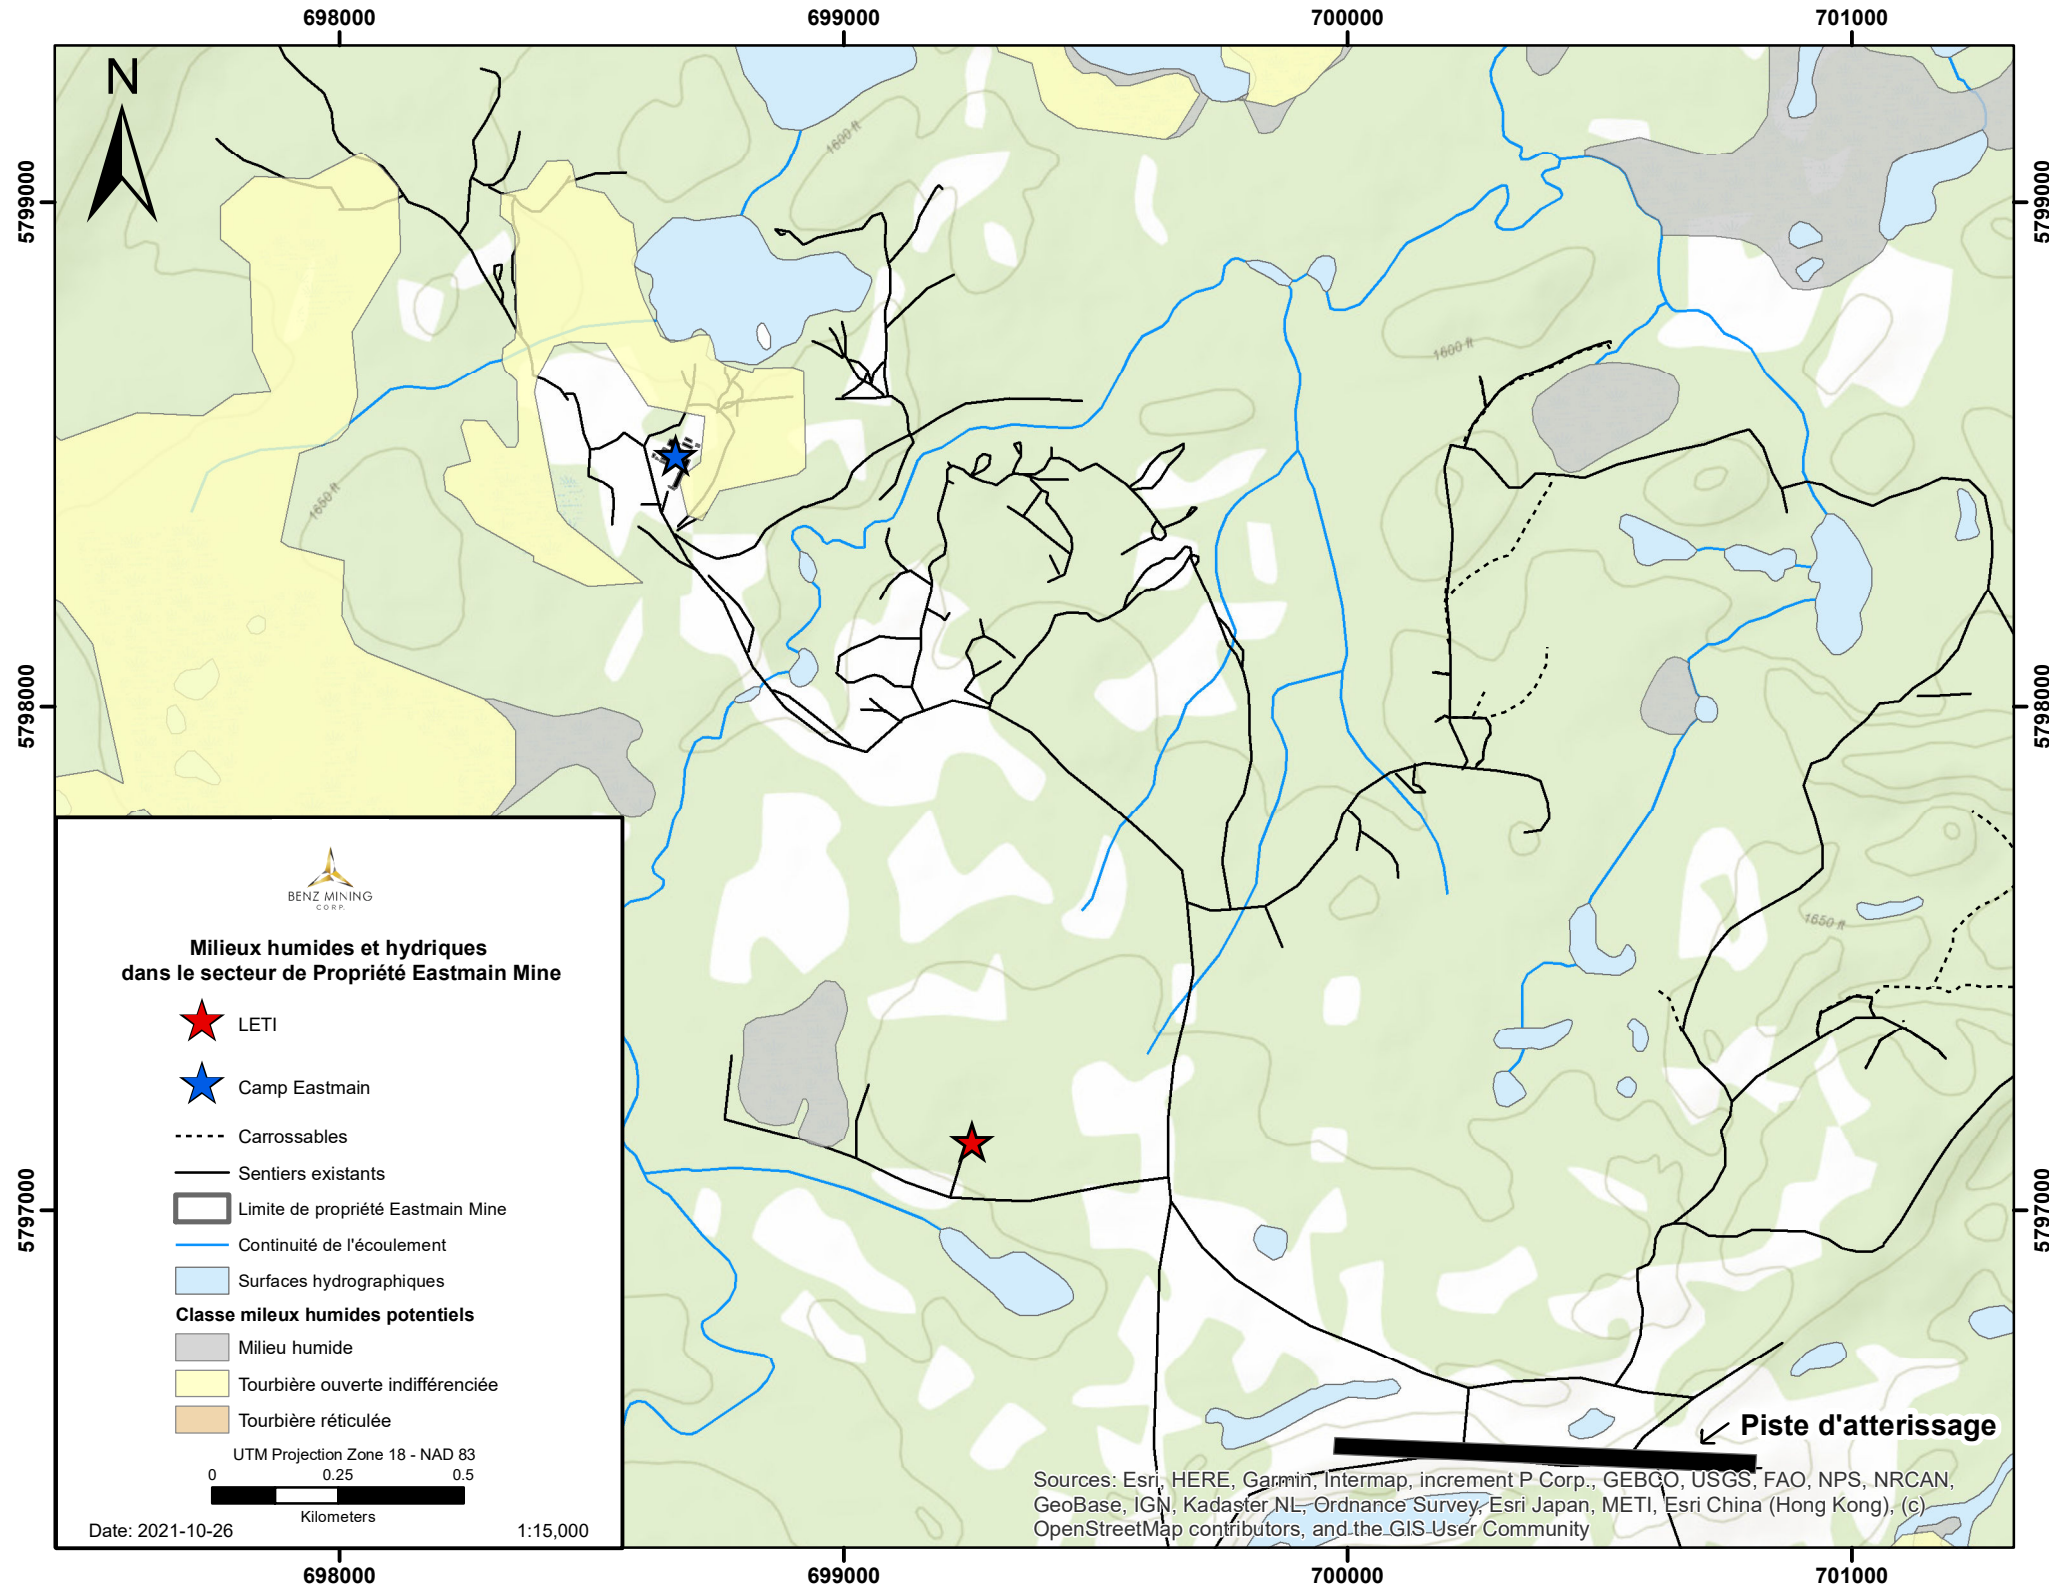 698000
699000
700000
701000
N
5799000
5799000
1600 ft
1600 ft
1650 ft
5798000
5798000
1650 ft
BENZ MINING
CORP.
Milieux humides et hydriques
dans le secteur de Propriété Eastmain Mine
LETI
Camp Eastmain
Carrossables
Sentiers existants
Limite de propriété Eastmain Mine
Continuité de l'écoulement
Surfaces hydrographiques
Classe mileux humides potentiels
Milieu humide
Tourbière ouverte indifférenciée
Tourbière réticulée
UTM Projection Zone 18 - NAD 83
0 0.25 0.5
Kilometers
Date: 2021-10-26 1:15,000
5797000
5797000
Piste d'atterissage
Sources: Esri, HERE, Garmin, Intermap, increment P Corp., GEBCO, USGS, FAO, NPS, NRCAN,
GeoBase, IGN, Kadaster NL, Ordnance Survey, Esri Japan, METI, Esri China (Hong Kong), (c)
OpenStreetMap contributors, and the GIS User Community
698000
699000
700000
701000